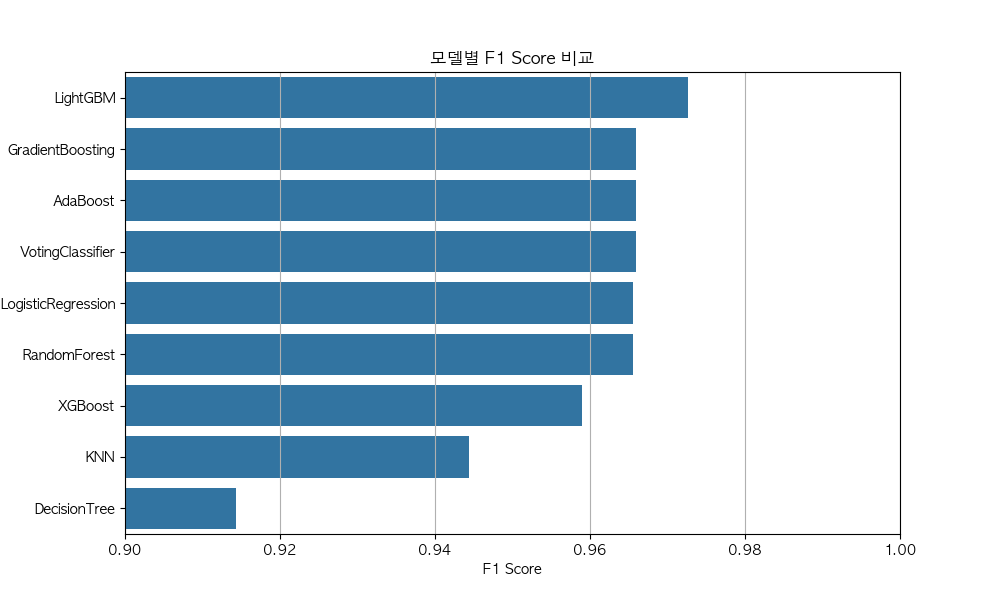 모델별 F1 Score 비교
LightGBM
GradientBoosting
AdaBoost
VotingClassifier
LogisticRegression
RandomForest
XGBoost
KNN
DecisionTree
0.90 0.92 0.94 0.96 0.98 1.00
F1 Score